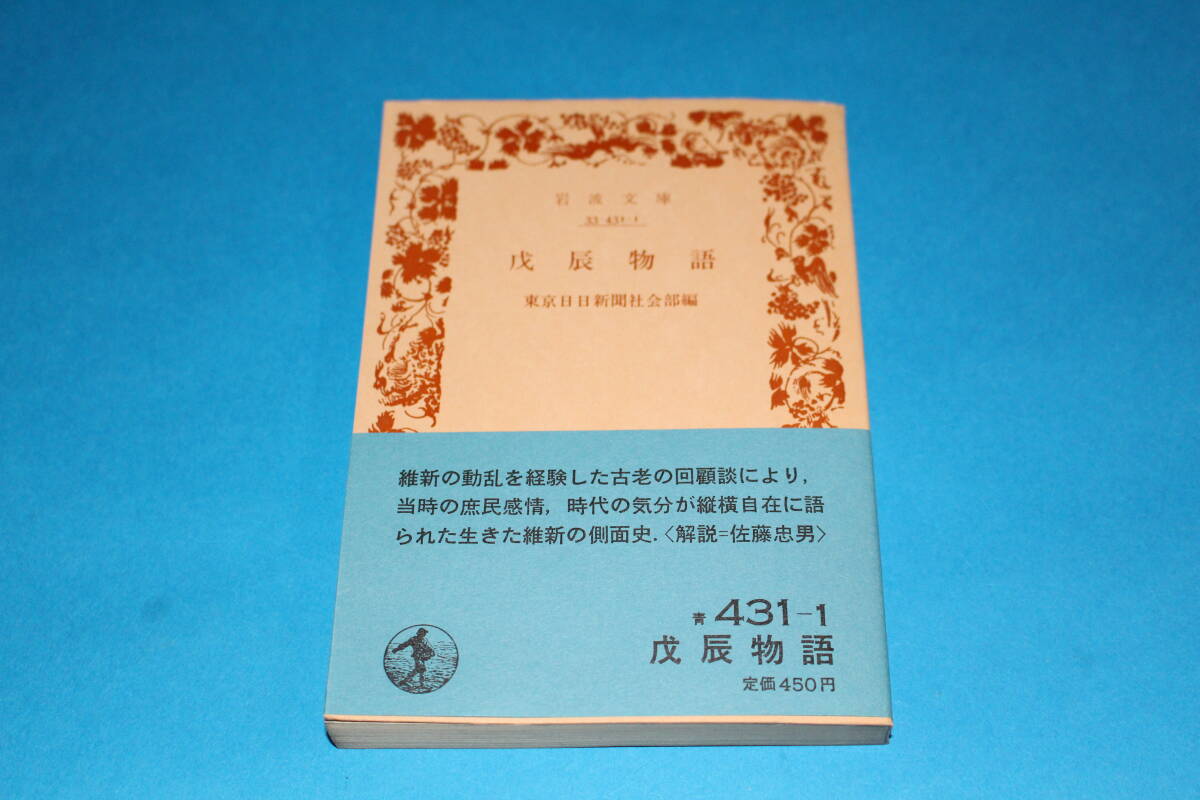 岩波文庫
33-431-1
戊辰物語
東京日日新聞社会部編
維新の動乱を経験した古老の回顧談により，
当時の庶民感情，時代の気分が縦横自在に語
られた生きた維新の側面史．〈解説=佐藤忠男〉
青 431-1
戊辰物語
定価450円